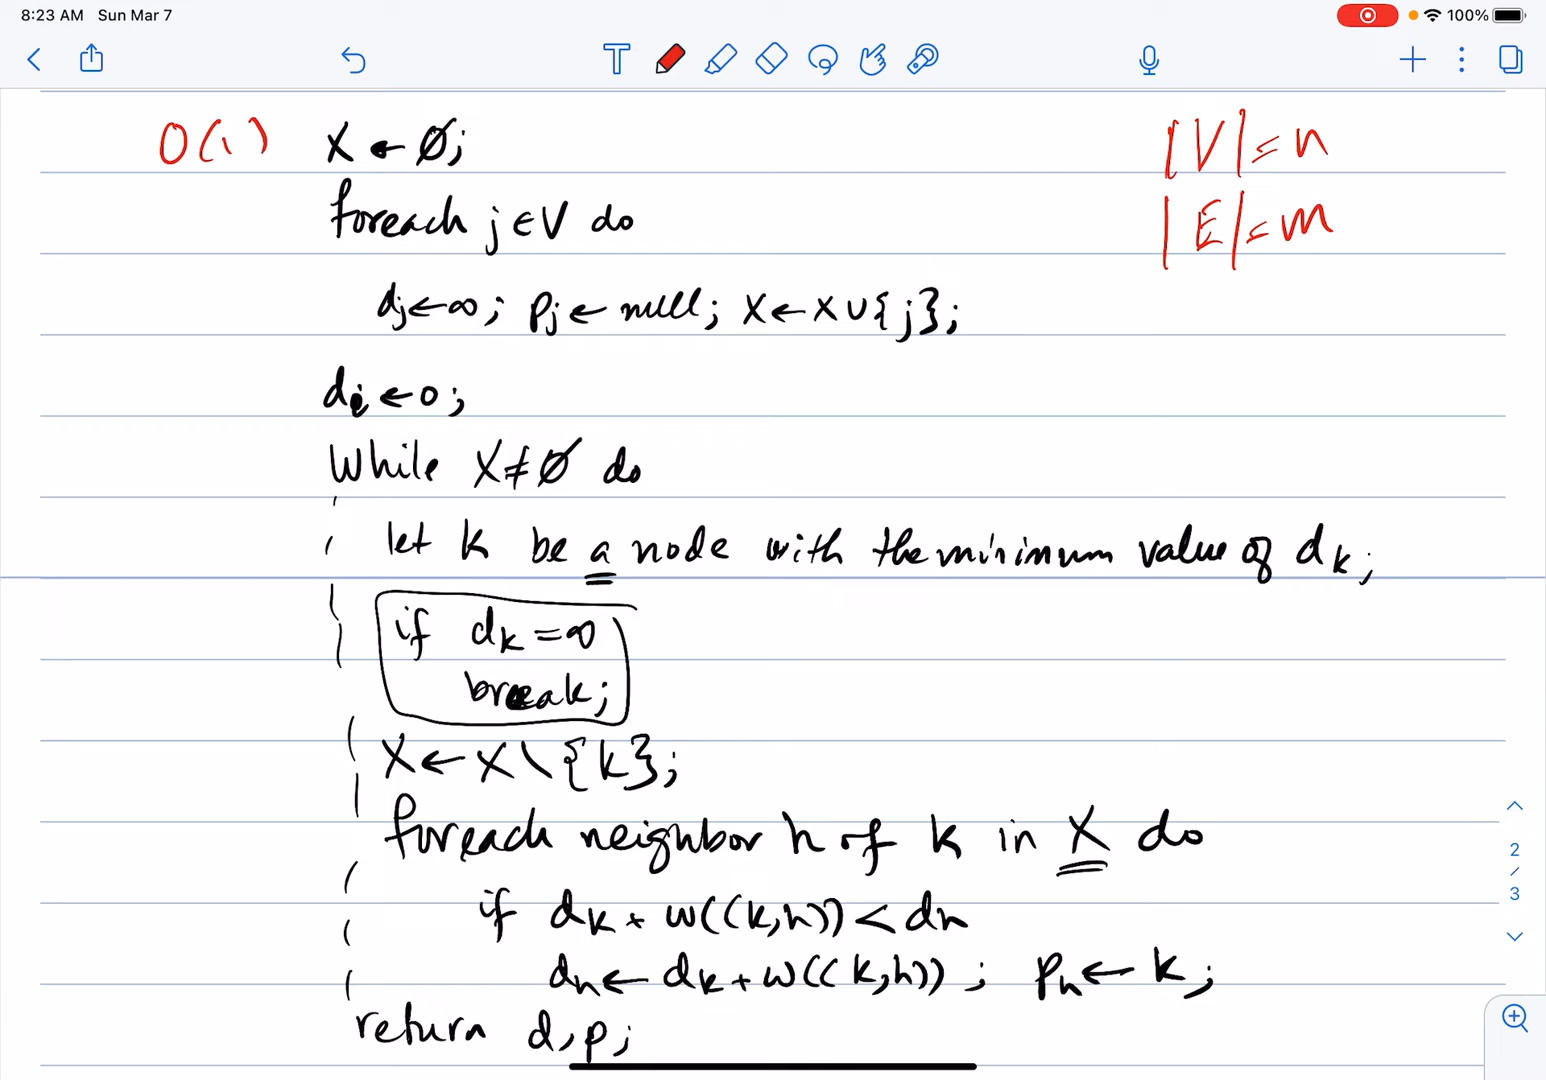 8:23 AM Sun Mar 7
100%
T
O(1) X ← ∅; |V| = n
foreach j ∈ V do |E| = m
dj ← ∞; pj ← null; X ← X ∪ {j};
di ← 0;
While X ≠ ∅ do
let k be a node with the minimum value of dk;
if dk = ∞
break;
X ← X \ {k};
foreach neighbor h of k in X do
if dk + w((k,h)) < dh
dh ← dk + w((k,h)); ph ← k;
return d, p;
2
/
3